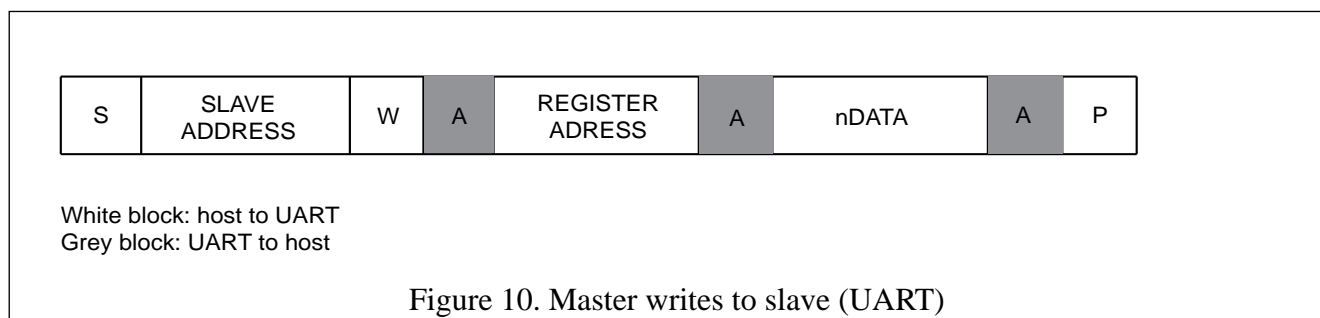 S SLAVE ADDRESS W A REGISTER ADRESS A nDATA A P
White block: host to UART
Grey block: UART to host
Figure 10. Master writes to slave (UART)